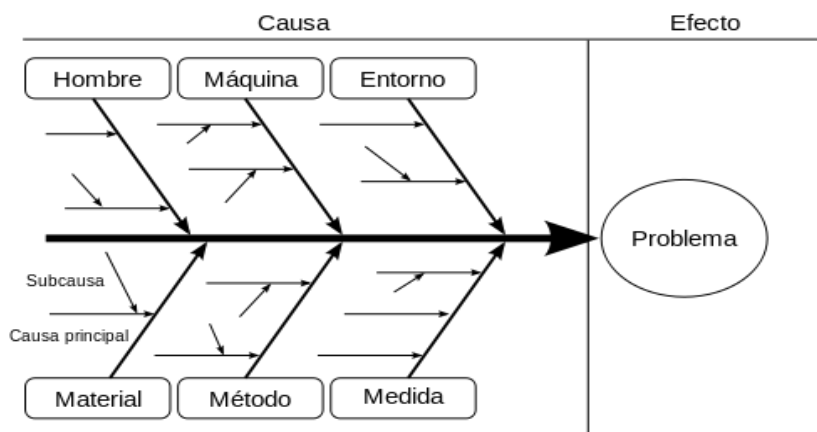 Causa
Efecto
Hombre
Máquina
Entorno
Problema
Subcausa
Causa principal
Material
Método
Medida